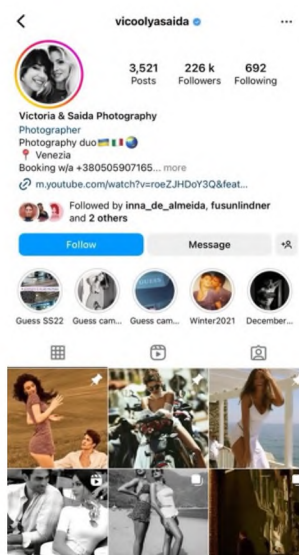 vicoolyasaida
3,521 226 k 692
Posts Followers Following
Victoria & Saida Photography
Photographer
Photography duo
Venezia
Booking w/a +380505907165... more
m.youtube.com/watch?v=roeZJHDoY3Q&feat...
Followed by inna_de_almeida, fusunlindner
and 2 others
Follow Message
GUESS
Guess SS22 Guess cam... Guess cam... Winter2021 December...